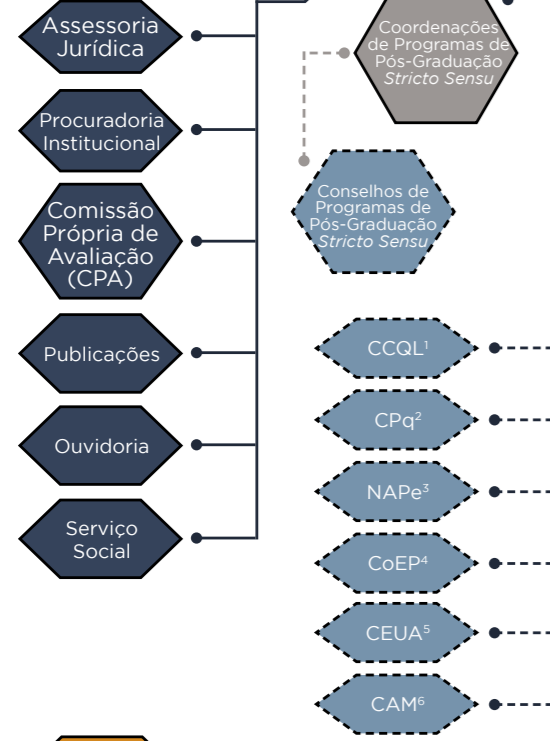 Assessoria
Jurídica
Procuradoria
Institucional
Comissão
Própria de
Avaliação
(CPA)
Publicações
Ouvidoria
Serviço
Social
Coordenações
de Programas de
Pós-Graduação
Stricto Sensu
Conselhos de
Programas de
Pós-Graduação
Stricto Sensu
CCQL¹
CPq²
NAPe³
CoEP⁴
CEUA⁵
CAM⁶